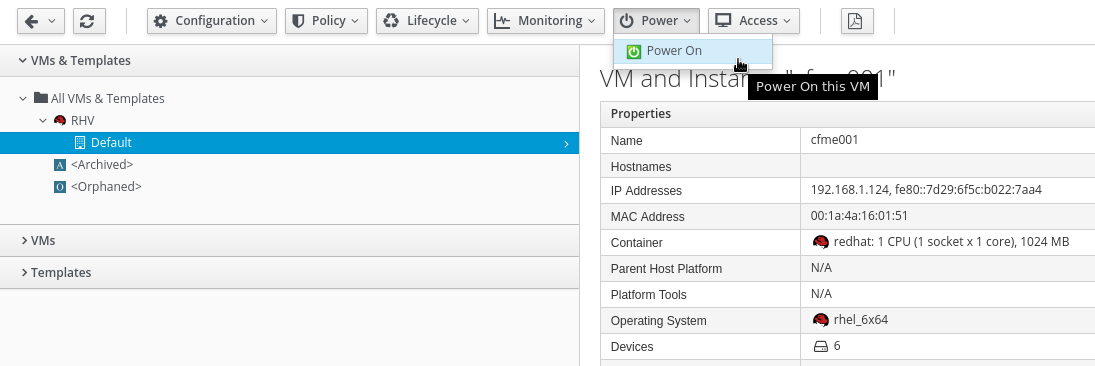 Configuration
Policy
Lifecycle
Monitoring
Power
Access
Power On
Power On this VM
VMs & Templates
All VMs & Templates
RHV
Default
A <Archived>
O <Orphaned>
VMs
Templates
VM and Instan
001"
Properties
Name cfme001
Hostnames
IP Addresses 192.168.1.124, fe80::7d29:6f5c:b022:7aa4
MAC Address 00:1a:4a:16:01:51
Container redhat: 1 CPU (1 socket x 1 core), 1024 MB
Parent Host Platform N/A
Platform Tools N/A
Operating System rhel_6x64
Devices 6